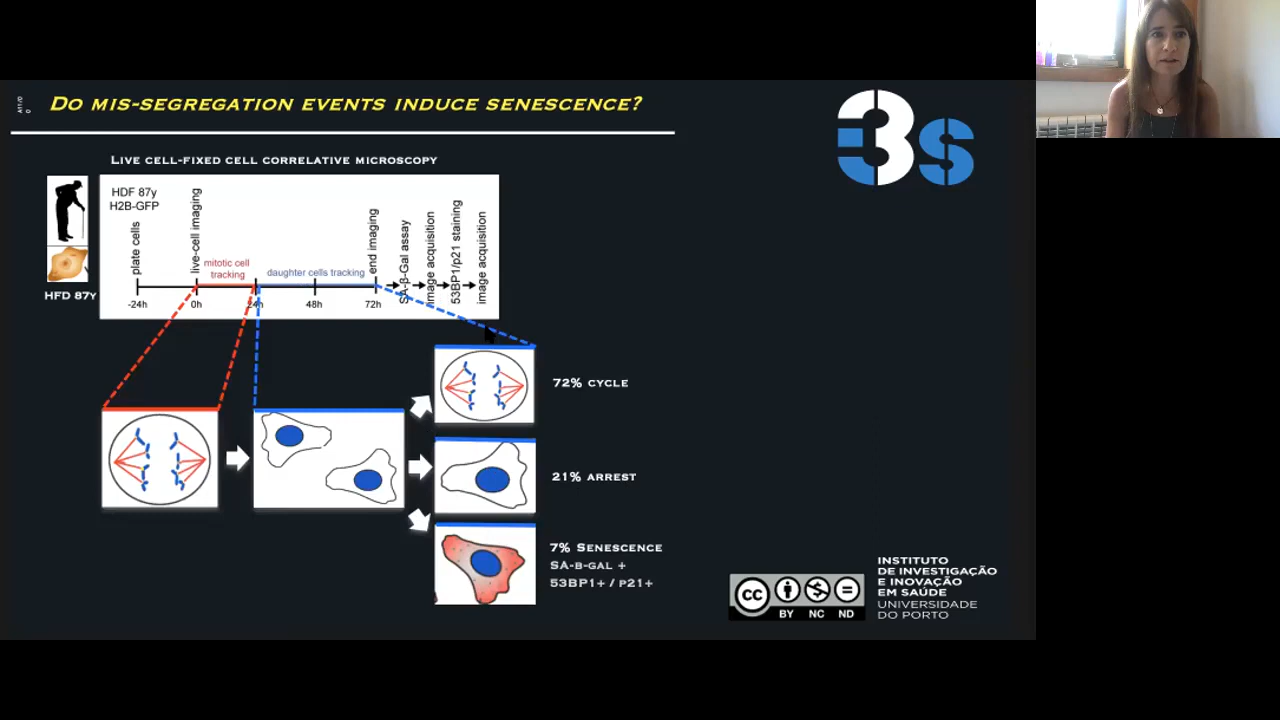 DO MIS-SEGREGATION EVENTS INDUCE SENESCENCE?
LIVE CELL-FIXED CELL CORRELATIVE MICROSCOPY
HDF 87y
H2B-GFP
plate cells
live-cell imaging
mitotic cell
tracking
daughter cells tracking
end imaging
SA-β-Gal assay
image acquisition
53BP1/p21 staining
image acquisition
-24h
0h
24h
48h
72h
HFD 87Y
72% CYCLE
21% ARREST
7% SENESCENCE
SA-B-GAL +
53BP1+ / P21+
3s
CC
BY NC ND
INSTITUTO
DE INVESTIGAÇÃO
E INOVAÇÃO
EM SAÚDE
UNIVERSIDADE
DO PORTO